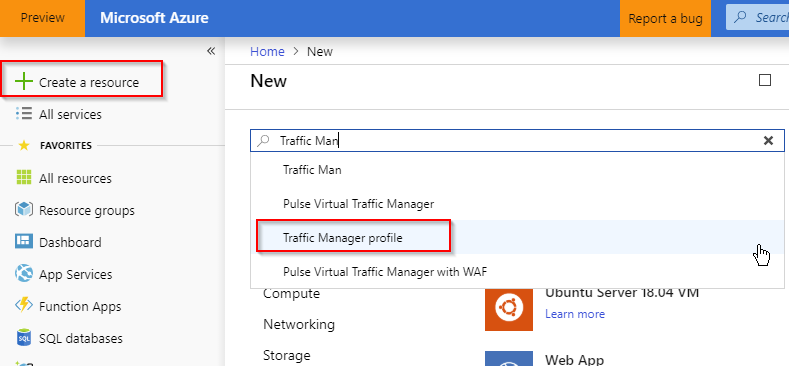 Preview
Microsoft Azure
Report a bug
Search
Home > New
Create a resource
All services
FAVORITES
All resources
Resource groups
Dashboard
App Services
Function Apps
SQL databases
New
Traffic Man
Traffic Man
Pulse Virtual Traffic Manager
Traffic Manager profile
Pulse Virtual Traffic Manager with WAF
Compute
Networking
Storage
Ubuntu Server 18.04 VM
Learn more
Web App